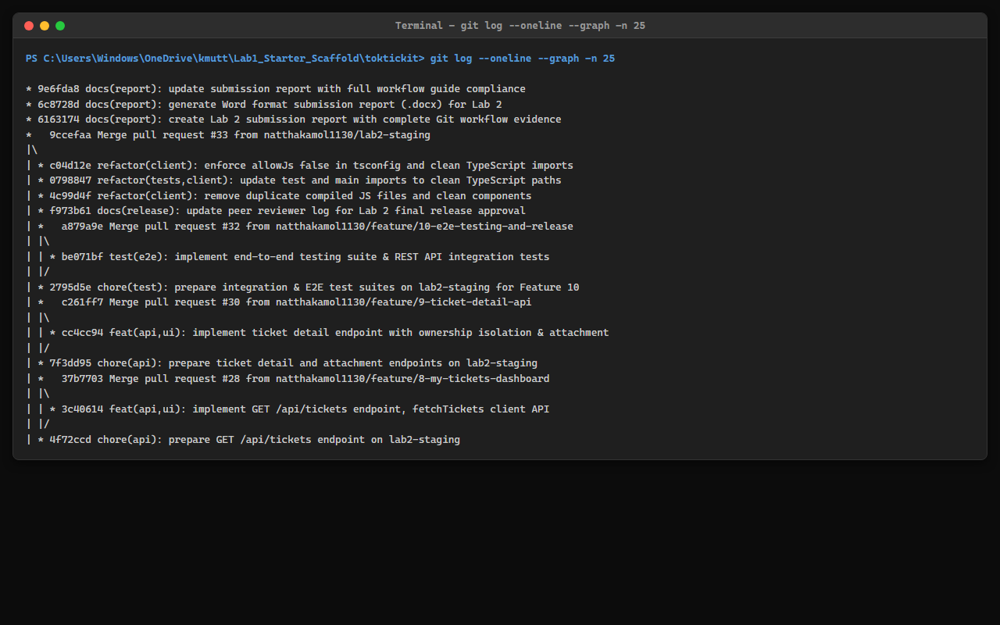 Terminal - git log --oneline --graph -n 25
PS C:\Users\Windows\OneDrive\kmutt\Lab1_Starter_Scaffold\toktickit> git log --oneline --graph -n 25
* 9e6fda8 docs(report): update submission report with full workflow guide compliance
* 6c8728d docs(report): generate Word format submission report (.docx) for Lab 2
* 6163174 docs(report): create Lab 2 submission report with complete Git workflow evidence
*   9ccefaa Merge pull request #33 from natthakamol1130/lab2-staging
|\
| * c04d12e refactor(client): enforce allowJs false in tsconfig and clean TypeScript imports
| * 0798847 refactor(tests,client): update test and main imports to clean TypeScript paths
| * 4c99d4f refactor(client): remove duplicate compiled JS files and clean components
| * f973b61 docs(release): update peer reviewer log for Lab 2 final release approval
| *   a879a9e Merge pull request #32 from natthakamol1130/feature/10-e2e-testing-and-release
| |\
| | * be071bf test(e2e): implement end-to-end testing suite & REST API integration tests
| |/
| * 2795d5e chore(test): prepare integration & E2E test suites on lab2-staging for Feature 10
| *   c261ff7 Merge pull request #30 from natthakamol1130/feature/9-ticket-detail-api
| |\
| | * cc4cc94 feat(api,ui): implement ticket detail endpoint with ownership isolation & attachment
| |/
| * 7f3dd95 chore(api): prepare ticket detail and attachment endpoints on lab2-staging
| *   37b7703 Merge pull request #28 from natthakamol1130/feature/8-my-tickets-dashboard
| |\
| | * 3c40614 feat(api,ui): implement GET /api/tickets endpoint, fetchTickets client API
| |/
| * 4f72ccd chore(api): prepare GET /api/tickets endpoint on lab2-staging